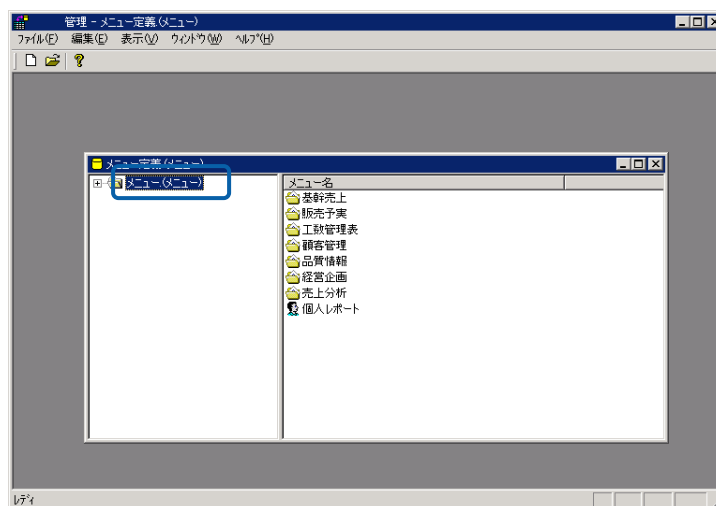 管理 - メニュー定義(メニュー)
ファイル(F) 編集(E) 表示(V) ウィンドウ(W) ヘルプ(H)
メニュー定義(メニュー)
メニュー(メニュー)
メニュー名
基幹売上
販売予実
工数管理表
顧客管理
品質情報
経営企画
売上分析
個人レポート
レディ